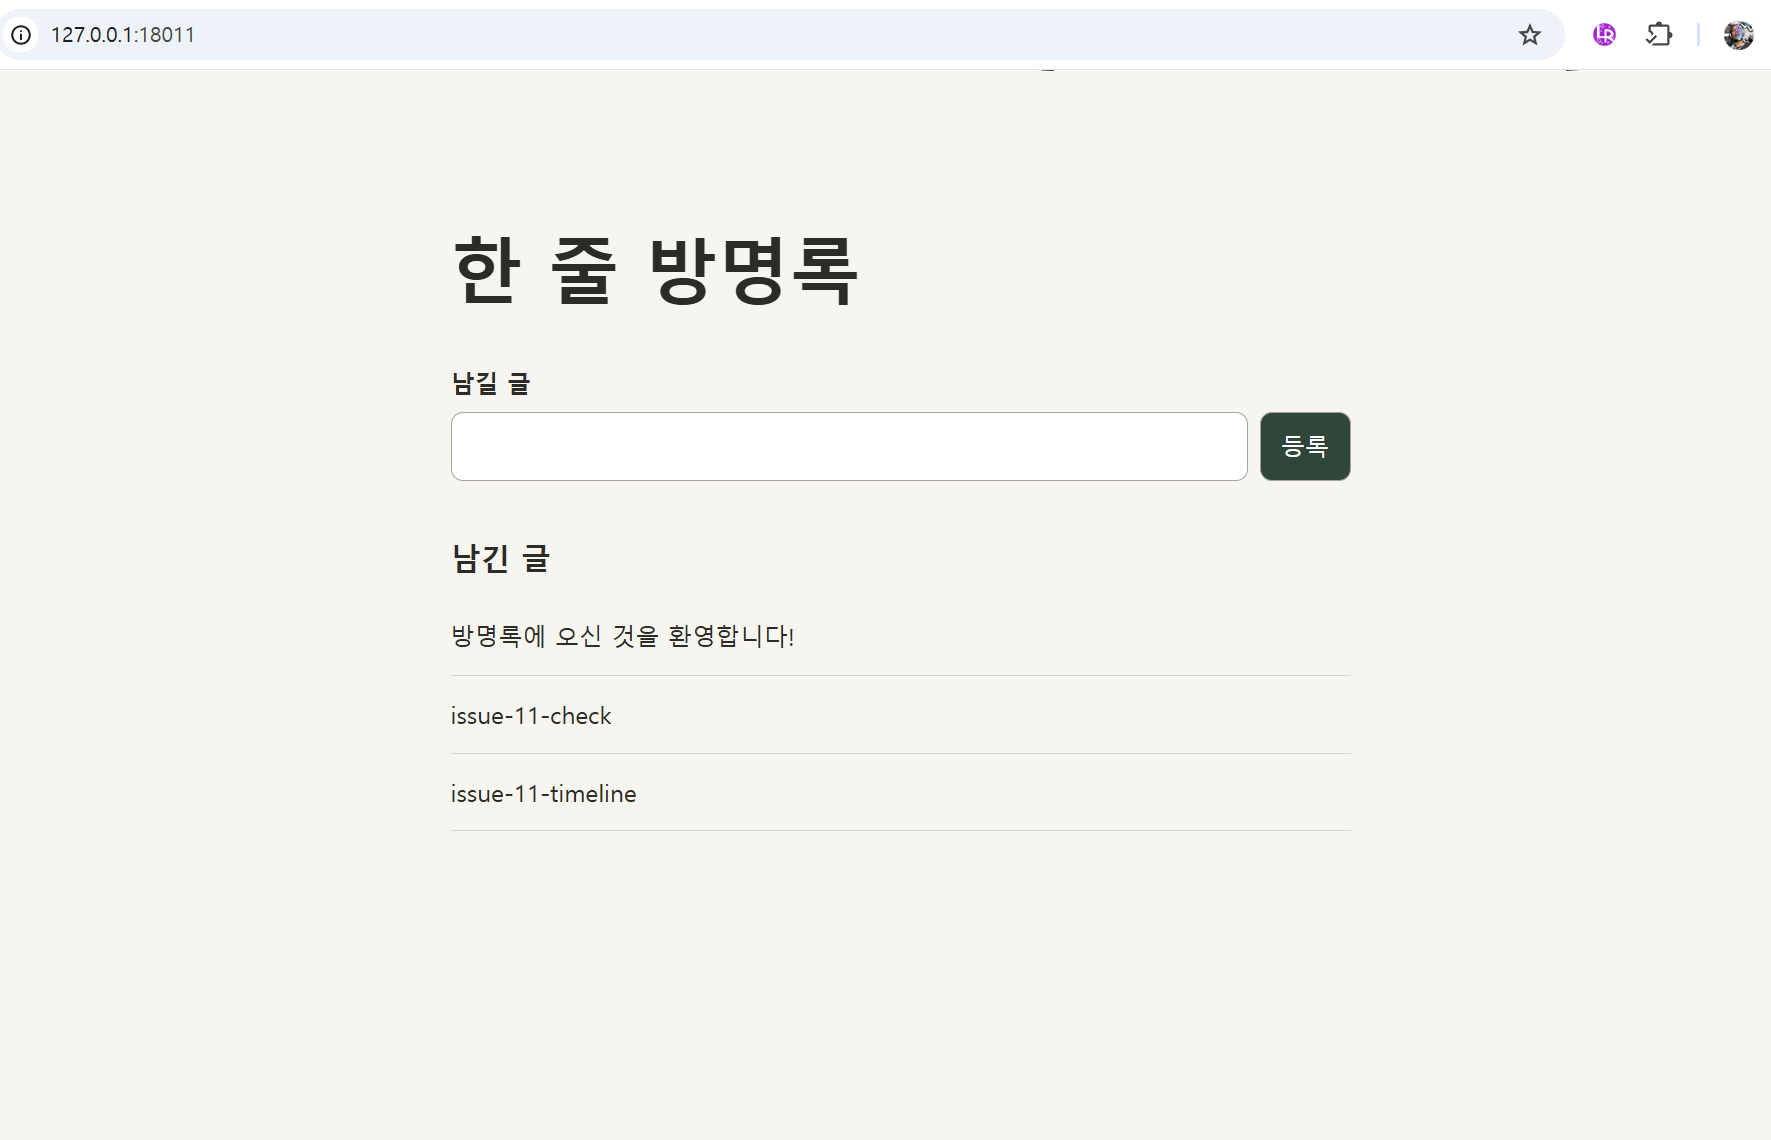 127.0.0.1:18011
한 줄 방명록
남길 글
등록
남긴 글
방명록에 오신 것을 환영합니다!
issue-11-check
issue-11-timeline